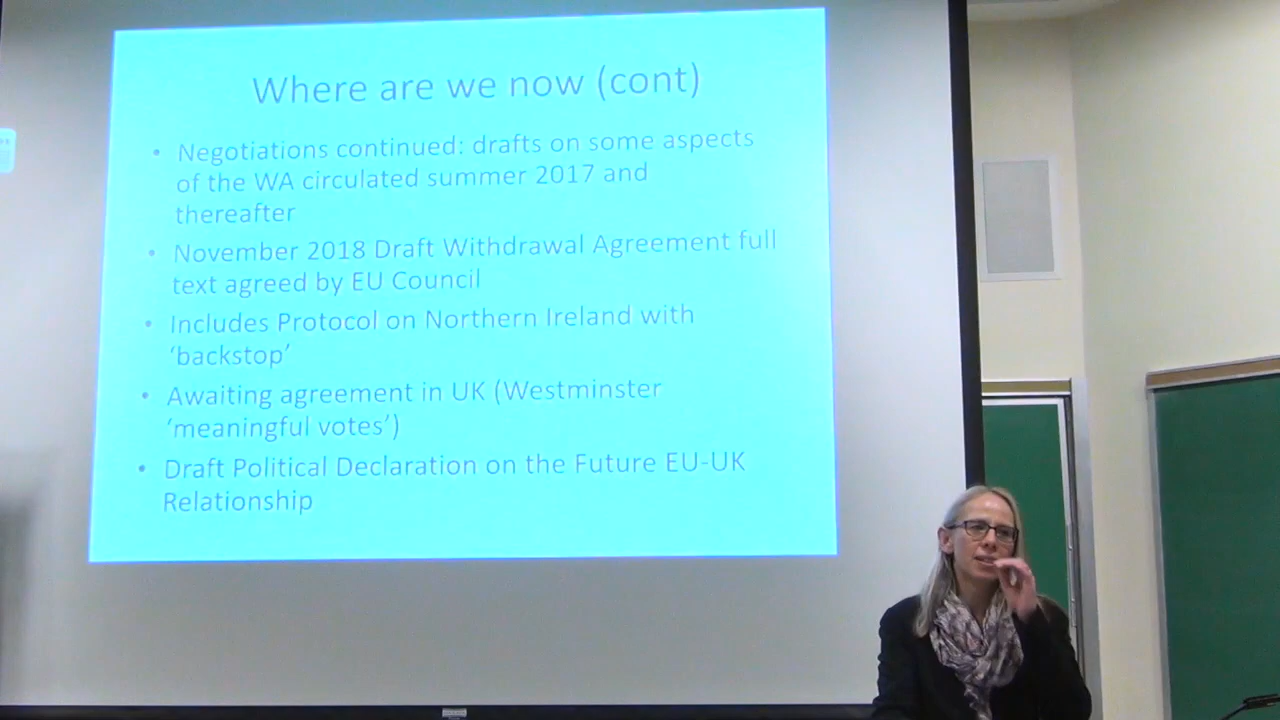 Where are we now (cont)
• Negotiations continued: drafts on some aspects
of the WA circulated summer 2017 and
thereafter
• November 2018 Draft Withdrawal Agreement full
text agreed by EU Council
• Includes Protocol on Northern Ireland with
‘backstop’
• Awaiting agreement in UK (Westminster
‘meaningful votes’)
• Draft Political Declaration on the Future EU-UK
Relationship